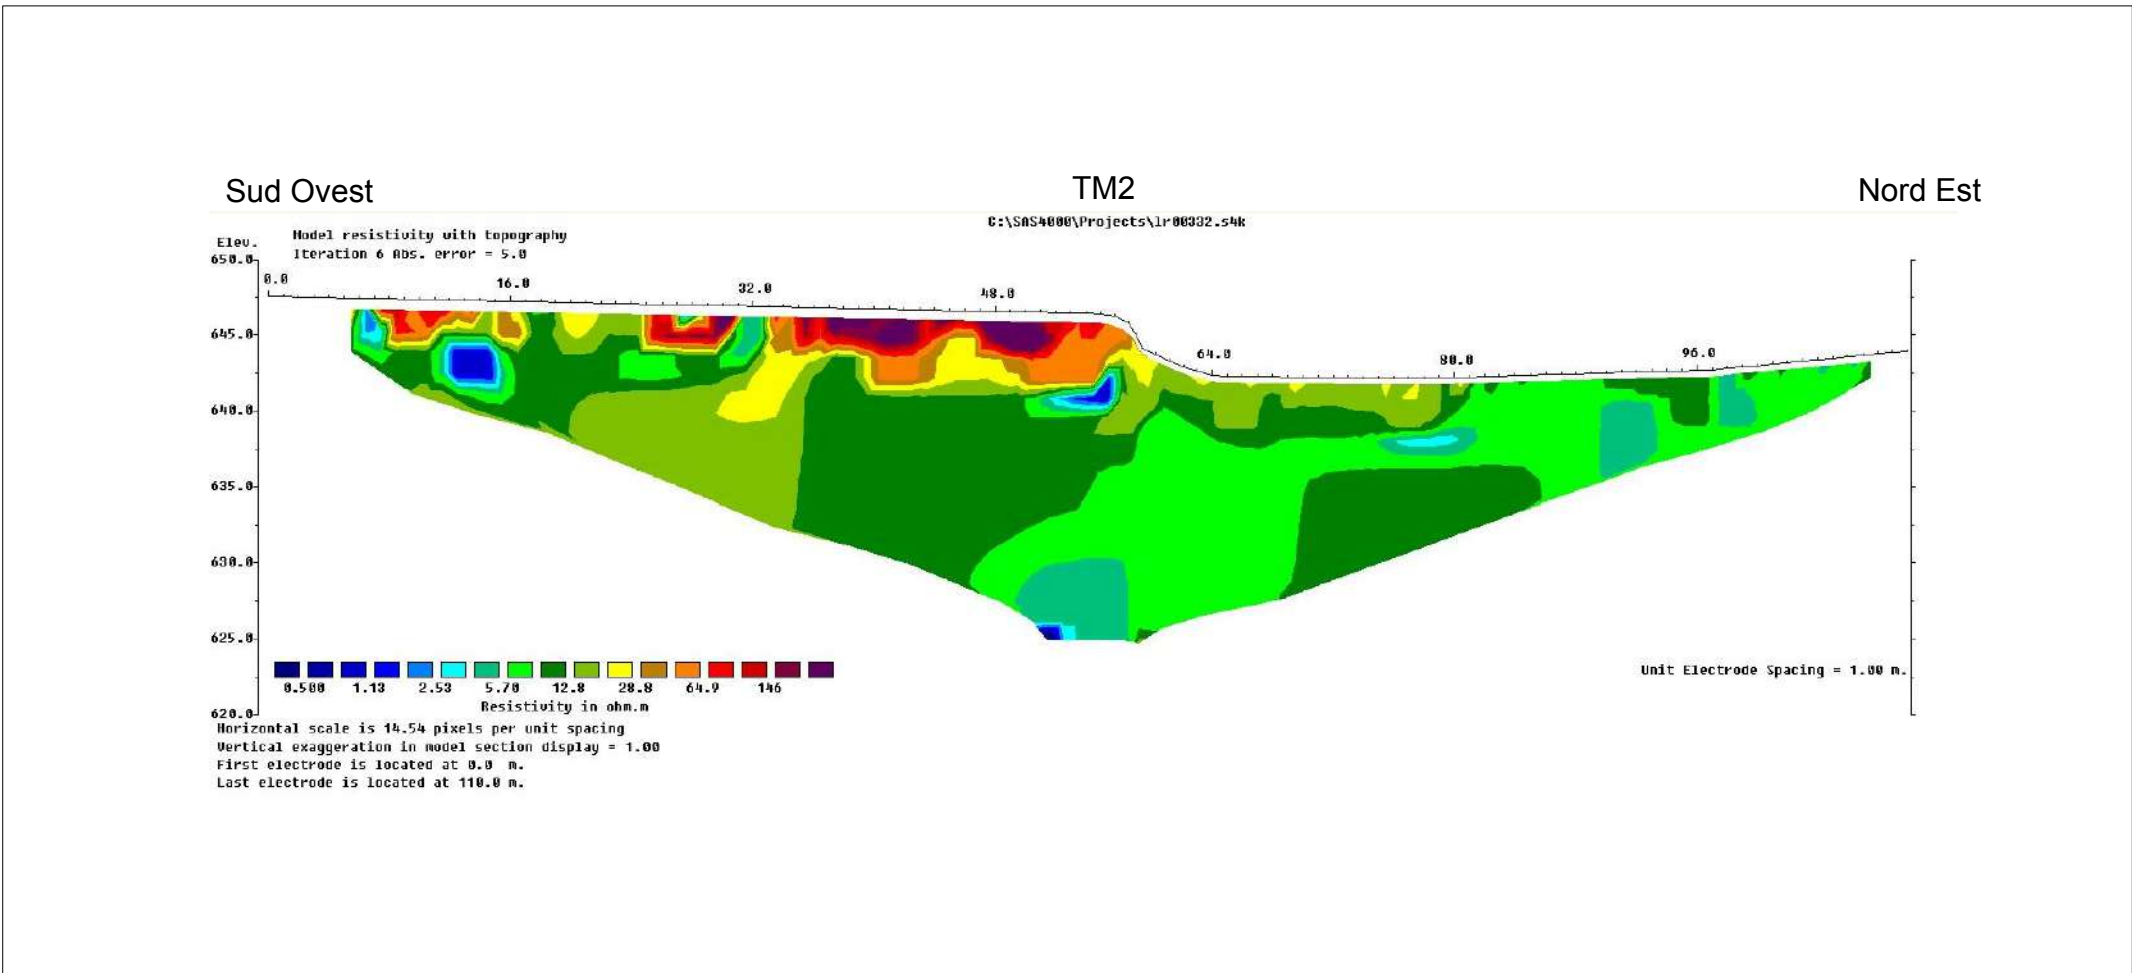 Sud Ovest TM2 Nord Est
C:\SAS4000\Projects\lr00332.s4k
Model resistivity with topography
Elev.
Iteration 6 Abs. error = 5.0
650.0
0.0 16.0 32.0 48.0
645.0
64.0 80.0 96.0
640.0
635.0
630.0
625.0
Unit Electrode Spacing = 1.00 m.
0.500 1.13 2.53 5.70 12.8 28.8 64.9 146
Resistivity in ohm.m
620.0
Horizontal scale is 14.54 pixels per unit spacing
Vertical exaggeration in model section display = 1.00
First electrode is located at 0.0 m.
Last electrode is located at 110.0 m.